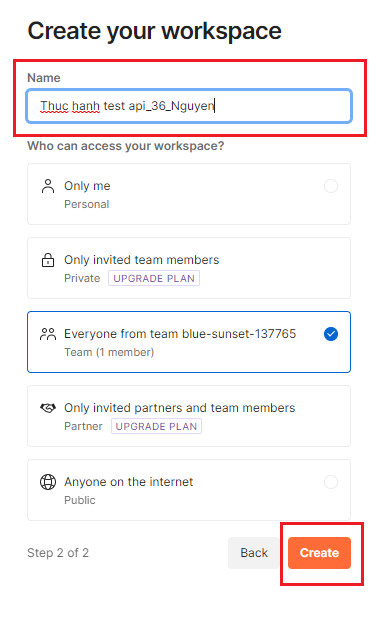 Create your workspace
Name
Thuc hanh test api_36_Nguyen
Who can access your workspace?
Only me
Personal
Only invited team members
Private UPGRADE PLAN
Everyone from team blue-sunset-137765
Team (1 member)
Only invited partners and team members
Partner UPGRADE PLAN
Anyone on the internet
Public
Step 2 of 2 Back Create